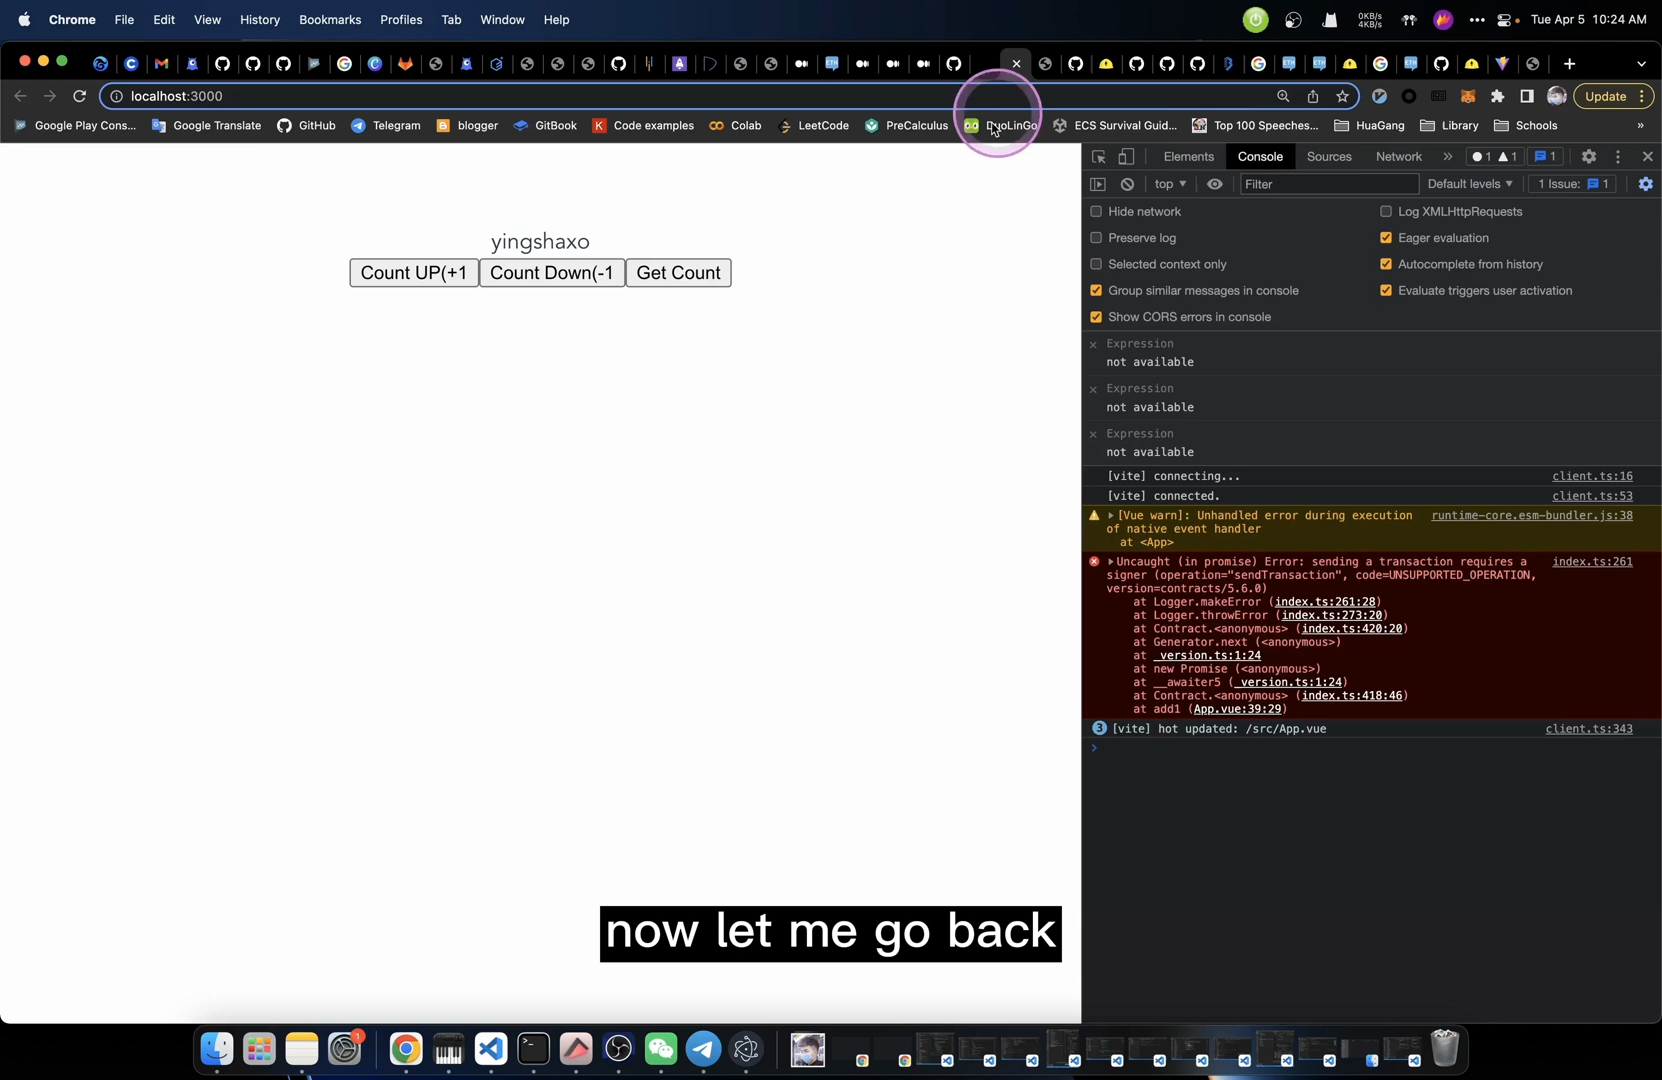 Chrome File Edit View History Bookmarks Profiles Tab Window Help
0KB/s
4KB/s
Tue Apr 5 10:24 AM
localhost:3000
Update
Google Play Cons... Google Translate GitHub Telegram blogger GitBook Code examples Colab LeetCode PreCalculus DuoLinGo ECS Survival Guid... Top 100 Speeches... HuaGang Library Schools »
Elements Console Sources Network » 1 1 1
top ▼ Filter Default levels ▼ 1 Issue: 1
Hide network Log XMLHttpRequests
Preserve log Eager evaluation
Selected context only Autocomplete from history
Group similar messages in console Evaluate triggers user activation
Show CORS errors in console
yingshaxo
Count UP(+1 Count Down(-1 Get Count
Expression
not available
Expression
not available
Expression
not available
[vite] connecting... client.ts:16
[vite] connected. client.ts:53
[Vue warn]: Unhandled error during execution runtime-core.esm-bundler.js:38
of native event handler
at <App>
Uncaught (in promise) Error: sending a transaction requires a index.ts:261
signer (operation="sendTransaction", code=UNSUPPORTED_OPERATION,
version=contracts/5.6.0)
at Logger.makeError (index.ts:261:28)
at Logger.throwError (index.ts:273:20)
at Contract.<anonymous> (index.ts:420:20)
at Generator.next (<anonymous>)
at _version.ts:1:24
at new Promise (<anonymous>)
at __awaiter5 (_version.ts:1:24)
at Contract.<anonymous> (index.ts:418:46)
at add1 (App.vue:39:29)
3 [vite] hot updated: /src/App.vue client.ts:343
now let me go back
1